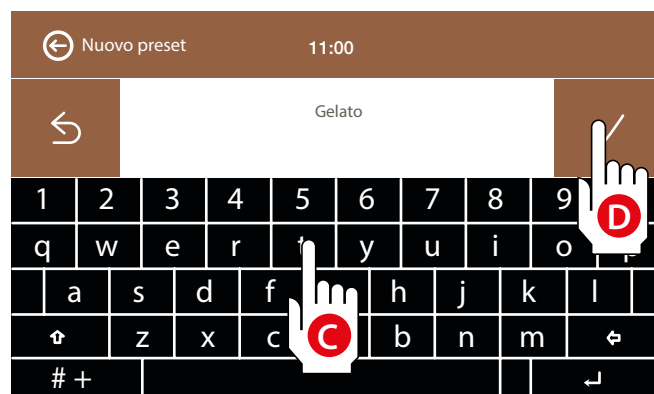 Nuovo preset 11:00
Gelato
1 2 3 4 5 6 7 8 9
D
q w e r t y u i o p
a s d f h j k l
z x c b n m
C
# +